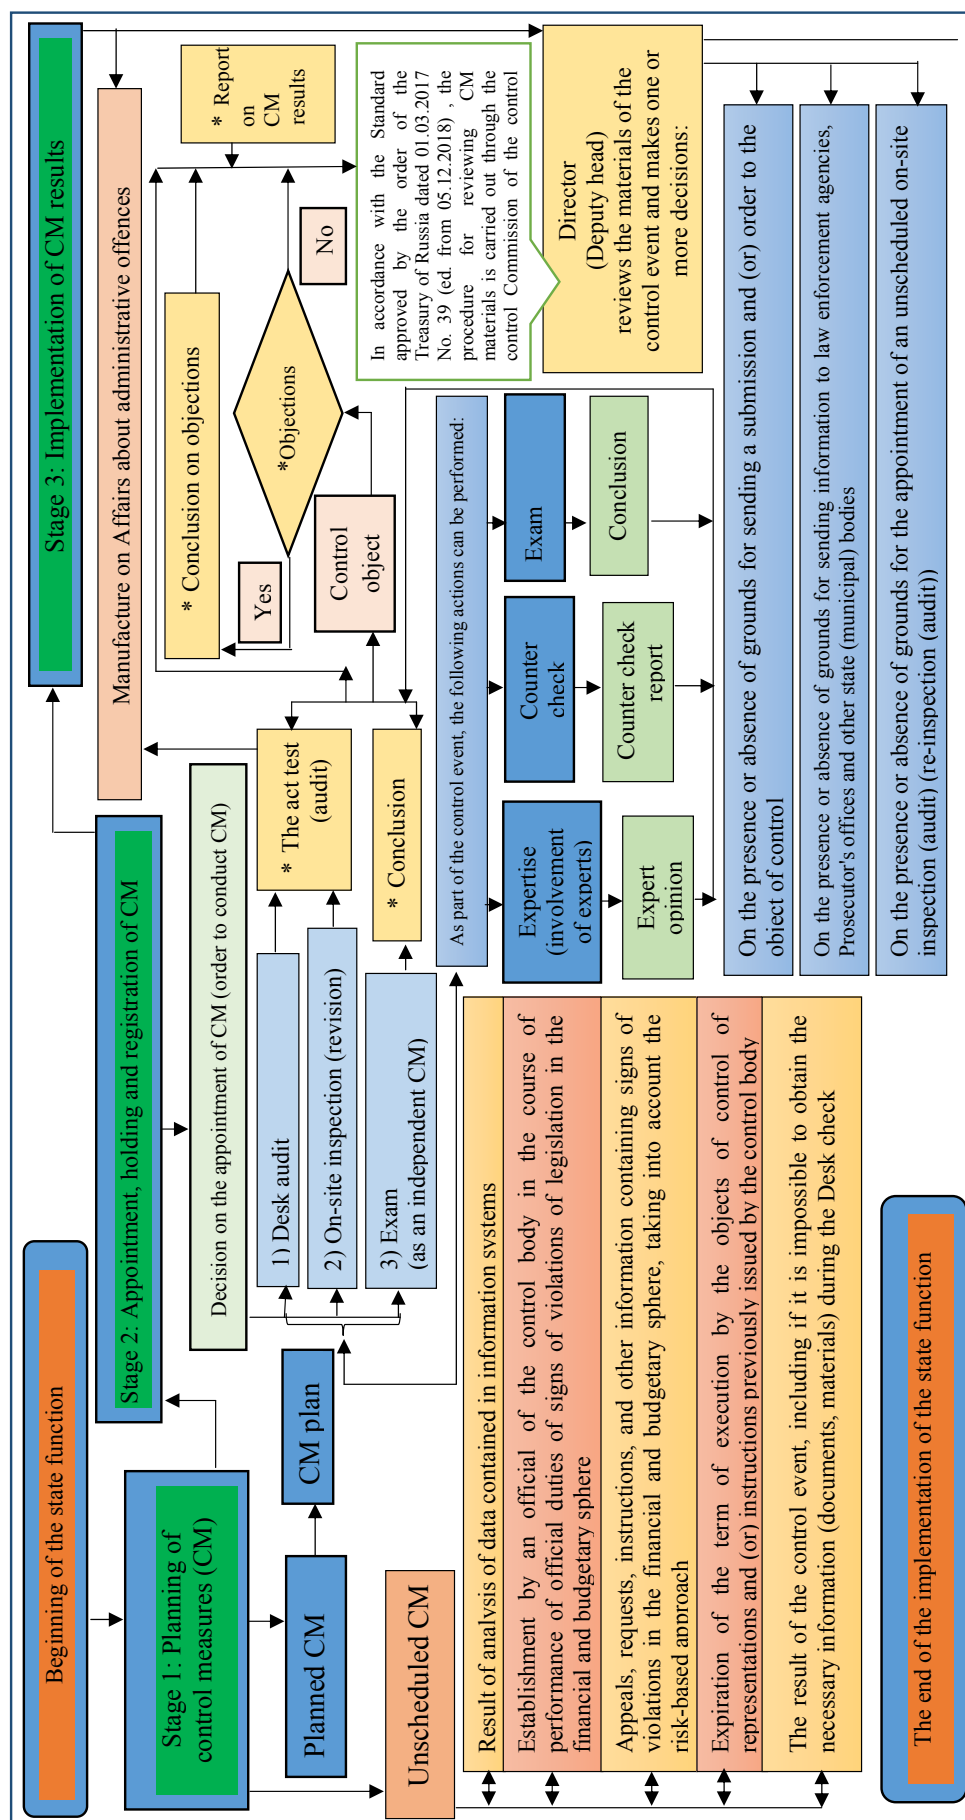 Beginning of the state function
Stage 1: Planning of
control measures (CM)
Stage 2: Appointment, holding and registration of CM
Stage 3: Implementation of CM results
Planned CM
CM plan
Unscheduled CM
Decision on the appointment of CM (order to conduct CM)
1) Desk audit
2) On-site inspection (revision)
3) Exam
(as an independent CM)
Manufacture on Affairs about administrative offences
* The act test
(audit)
* Conclusion
* Conclusion on objections
Yes
Control
object
*Objections
No
* Report
on CM
results
In accordance with the Standard
approved by the order of the
Treasury of Russia dated 01.03.2017
No. 39 (ed. from 05.12.2018) , the
procedure for reviewing CM
materials is carried out through the
control Commission of the control
Director
(Deputy head)
reviews the materials of the
control event and makes one or
more decisions:
As part of the control event, the following actions can be performed:
Expertise
(involvement
of experts)
Counter
check
Exam
Expert
opinion
Counter check
report
Conclusion
Result of analysis of data contained in information systems
Establishment by an official of the control body in the course of
performance of official duties of signs of violations of legislation in the
financial and budgetary sphere
Appeals, requests, instructions, and other information containing signs of
violations in the financial and budgetary sphere, taking into account the
risk-based approach
Expiration of the term of execution by the objects of control of
representations and (or) instructions previously issued by the control body
The result of the control event, including if it is impossible to obtain the
necessary information (documents, materials) during the Desk check
On the presence or absence of grounds for sending a submission and (or) order to the
object of control
On the presence or absence of grounds for sending information to law enforcement agencies,
Prosecutor's offices and other state (municipal) bodies
On the presence or absence of grounds for the appointment of an unscheduled on-site
inspection (audit) (re-inspection (audit))
The end of the implementation of the state function